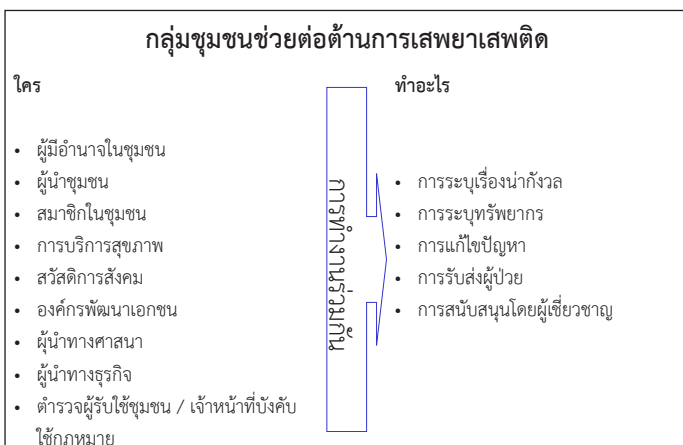 กลุ่มชุมชนช่วยต่อต้านการเสพยาเสพติด
ใคร
• ผู้มีอำนาจในชุมชน
• ผู้นำชุมชน
• สมาชิกในชุมชน
• การบริการสุขภาพ
• สวัสดิการสังคม
• องค์กรพัฒนาเอกชน
• ผุ้นำทางศาสนา
• ผู้นำทางธุรกิจ
• ตำรวจผู้รับใช้ชุมชน / เจ้าหน้าที่บังคับ
ใช้กฎหมาย
การทำงานร่วมกัน
ทำอะไร
• การระบุเรื่องน่ากังวล
• การระบุทรัพยากร
• การแก้ไขปัญหา
• การรับส่งผู้ป่วย
• การสนับสนุนโดยผู้เชี่ยวชาญ